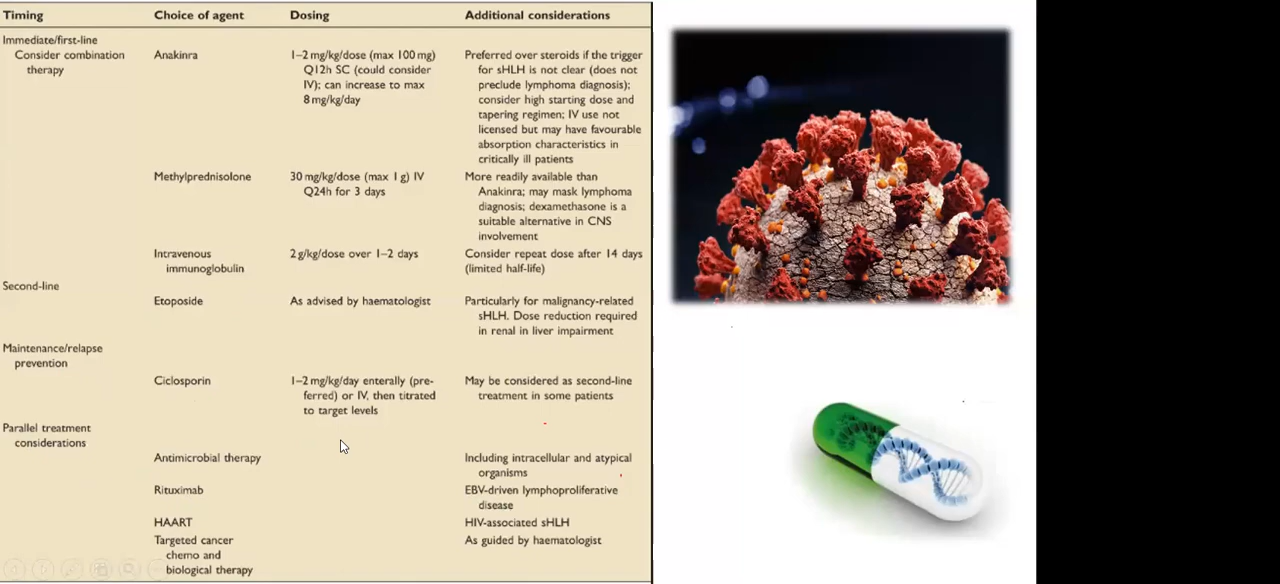 Timing Choice of agent Dosing Additional considerations
Immediate/first-line
Consider combination Anakinra 1–2 mg/kg/dose (max 100 mg) Preferred over steroids if the trigger
therapy Q12h SC (could consider for sHLH is not clear (does not
IV); can increase to max preclude lymphoma diagnosis);
8 mg/kg/day consider high starting dose and
tapering regimen; IV use not
licensed but may have favourable
absorption characteristics in
critically ill patients
Methylprednisolone 30 mg/kg/dose (max 1 g) IV More readily available than
Q24h for 3 days Anakinra; may mask lymphoma
diagnosis; dexamethasone is a
suitable alternative in CNS
involvement
Intravenous 2 g/kg/dose over 1–2 days Consider repeat dose after 14 days
immunoglobulin (limited half-life)
Second-line
Etoposide As advised by haematologist Particularly for malignancy-related
sHLH. Dose reduction required
in renal in liver impairment
Maintenance/relapse
prevention
Ciclosporin 1–2 mg/kg/day enterally (pre- May be considered as second-line
ferred) or IV, then titrated treatment in some patients
to target levels
Parallel treatment
considerations
Antimicrobial therapy Including intracellular and atypical
organisms
Rituximab EBV-driven lymphoproliferative
disease
HAART HIV-associated sHLH
Targeted cancer As guided by haematologist
chemo and
biological therapy